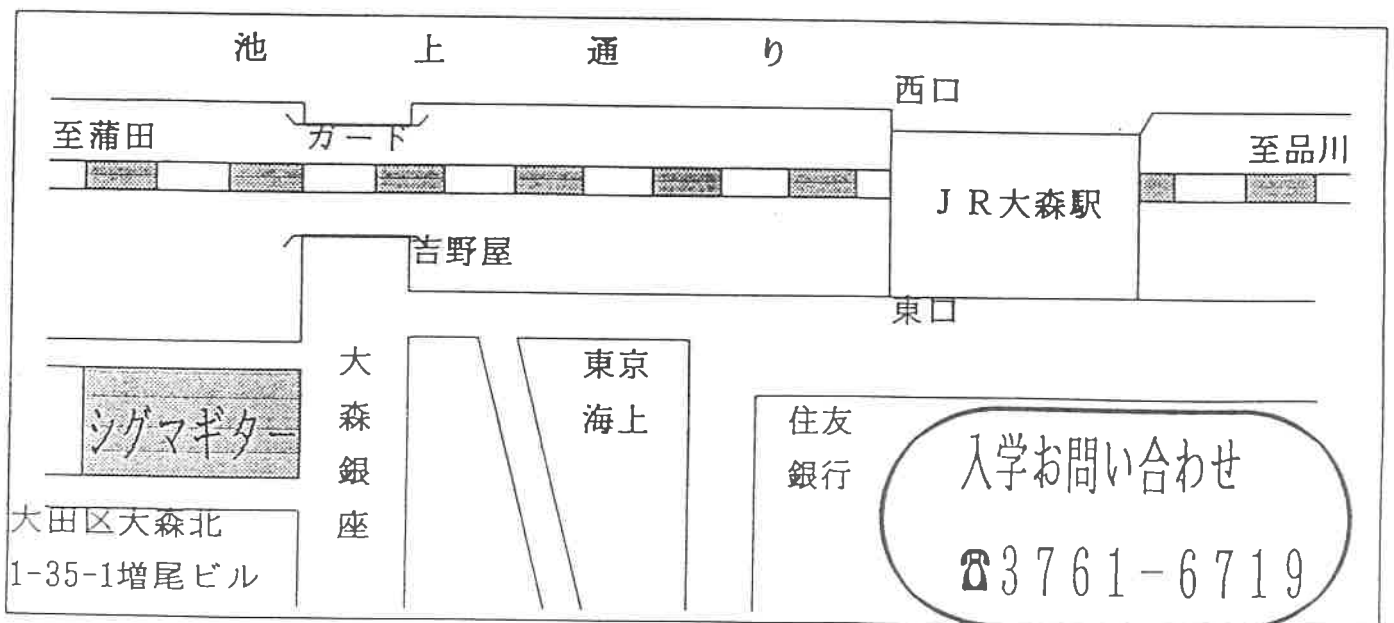 池上通り
西口
至蒲田
ガード
至品川
JR大森駅
吉野屋
東口
大森銀座
東京
海上
住友
銀行
シグマギター
入学お問い合わせ
☎3761-6719
大田区大森北
1-35-1増尾ビル